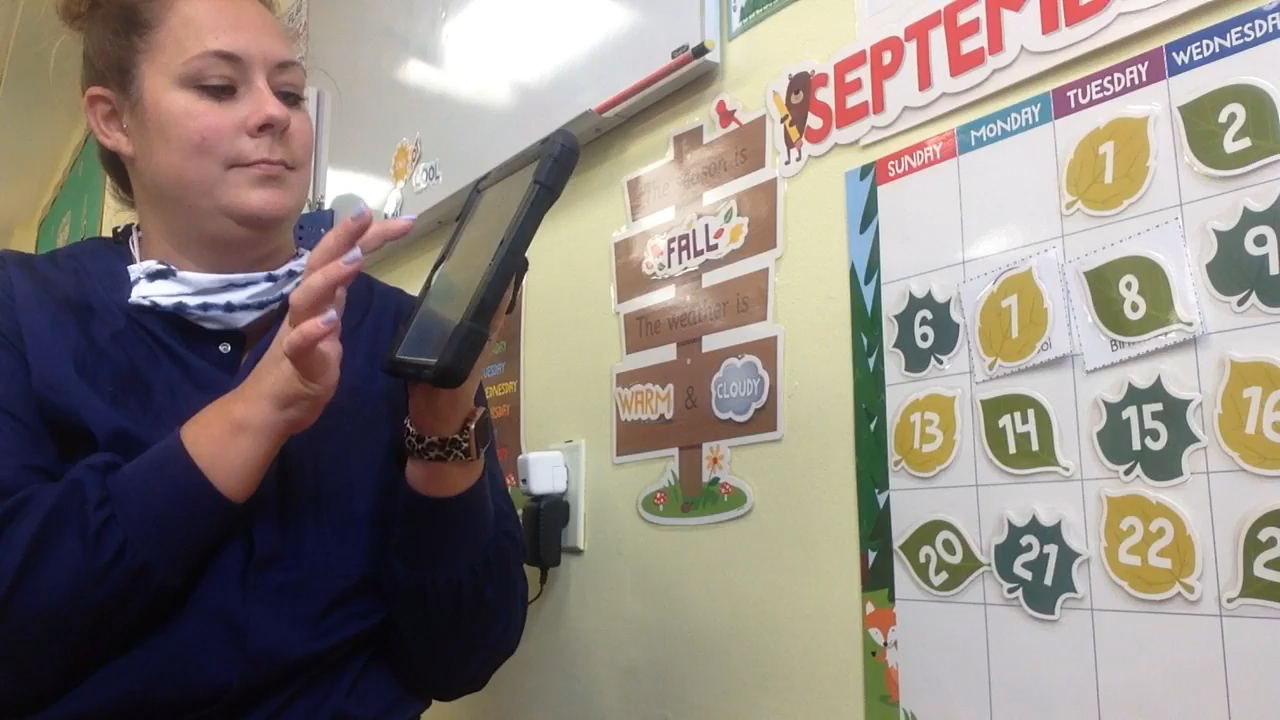 SEPTEMB
SUNDAY MONDAY TUESDAY WEDNESDA
1 2
6 7 8 9
13 14 15 16
20 21 22 2
The season is
FALL
The weather is
WARM & CLOUDY
COOL